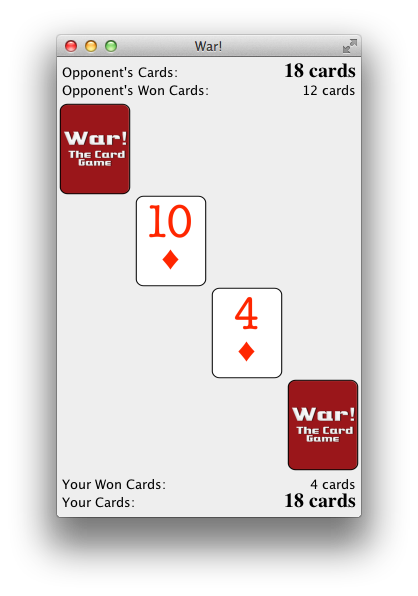 War!
Opponent's Cards: 18 cards
Opponent's Won Cards: 12 cards
War!
The Card
Game
10
4
War!
The Card
Game
Your Won Cards: 4 cards
Your Cards: 18 cards